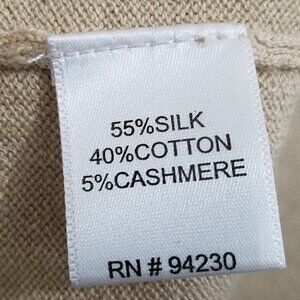 55%SILK
40%COTTON
5%CASHMERE
RN # 94230